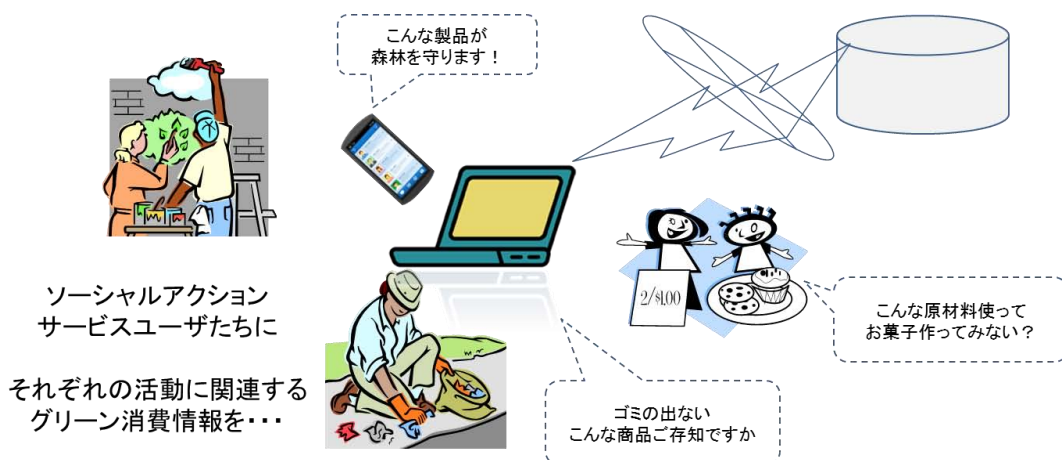 こんな製品が
森林を守ります！
2/$1.00
こんな原材料使って
お菓子作ってみない？
ソーシャルアクション
サービスユーザたちに
それぞれの活動に関連する
グリーン消費情報を・・・
ゴミの出ない
こんな商品ご存知ですか